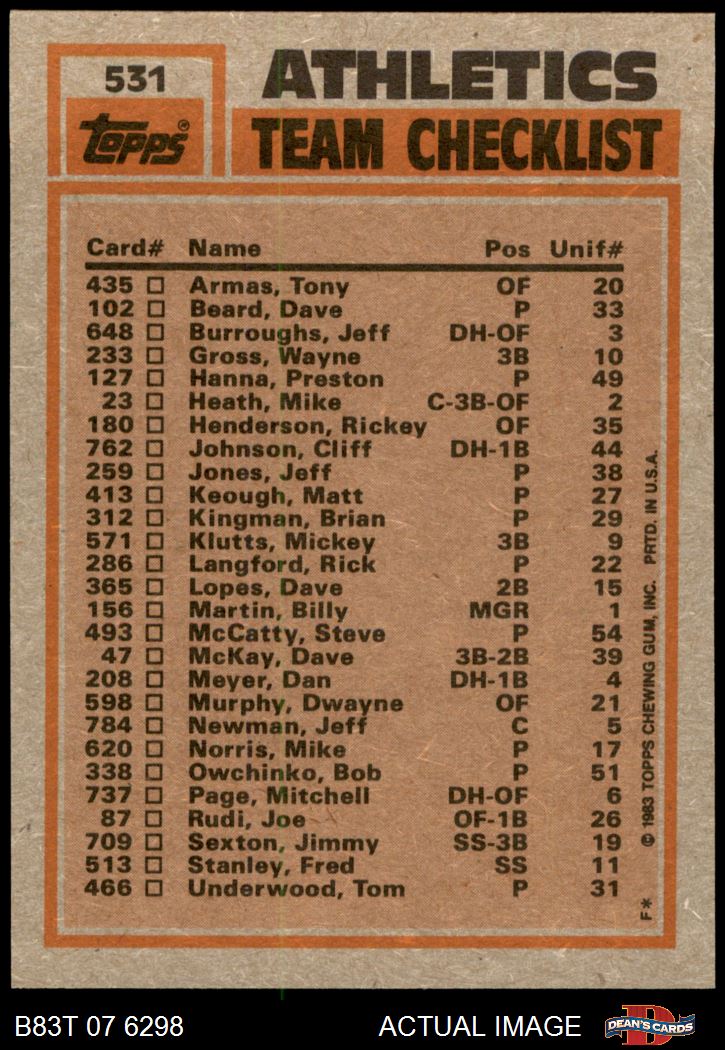 531
Topps®
ATHLETICS
TEAM CHECKLIST
Card# Name Pos Unif#
435 Armas, Tony OF 20
102 Beard, Dave P 33
648 Burroughs, Jeff DH-OF 3
233 Gross, Wayne 3B 10
127 Hanna, Preston P 49
23 Heath, Mike C-3B-OF 2
180 Henderson, Rickey OF 35
762 Johnson, Cliff DH-1B 44
259 Jones, Jeff P 38
413 Keough, Matt P 27
312 Kingman, Brian P 29
571 Klutts, Mickey 3B 9
286 Langford, Rick P 22
365 Lopes, Dave 2B 15
156 Martin, Billy MGR 1
493 McCatty, Steve P 54
47 McKay, Dave 3B-2B 39
208 Meyer, Dan DH-1B 4
598 Murphy, Dwayne OF 21
784 Newman, Jeff C 5
620 Norris, Mike P 17
338 Owchinko, Bob P 51
737 Page, Mitchell DH-OF 6
87 Rudi, Joe OF-1B 26
709 Sexton, Jimmy SS-3B 19
513 Stanley, Fred SS 11
466 Underwood, Tom P 31
F* © 1983 TOPPS CHEWING GUM, INC. PRTD. IN U.S.A.
B83T 07 6298 ACTUAL IMAGE
D
DEAN'S CARDS